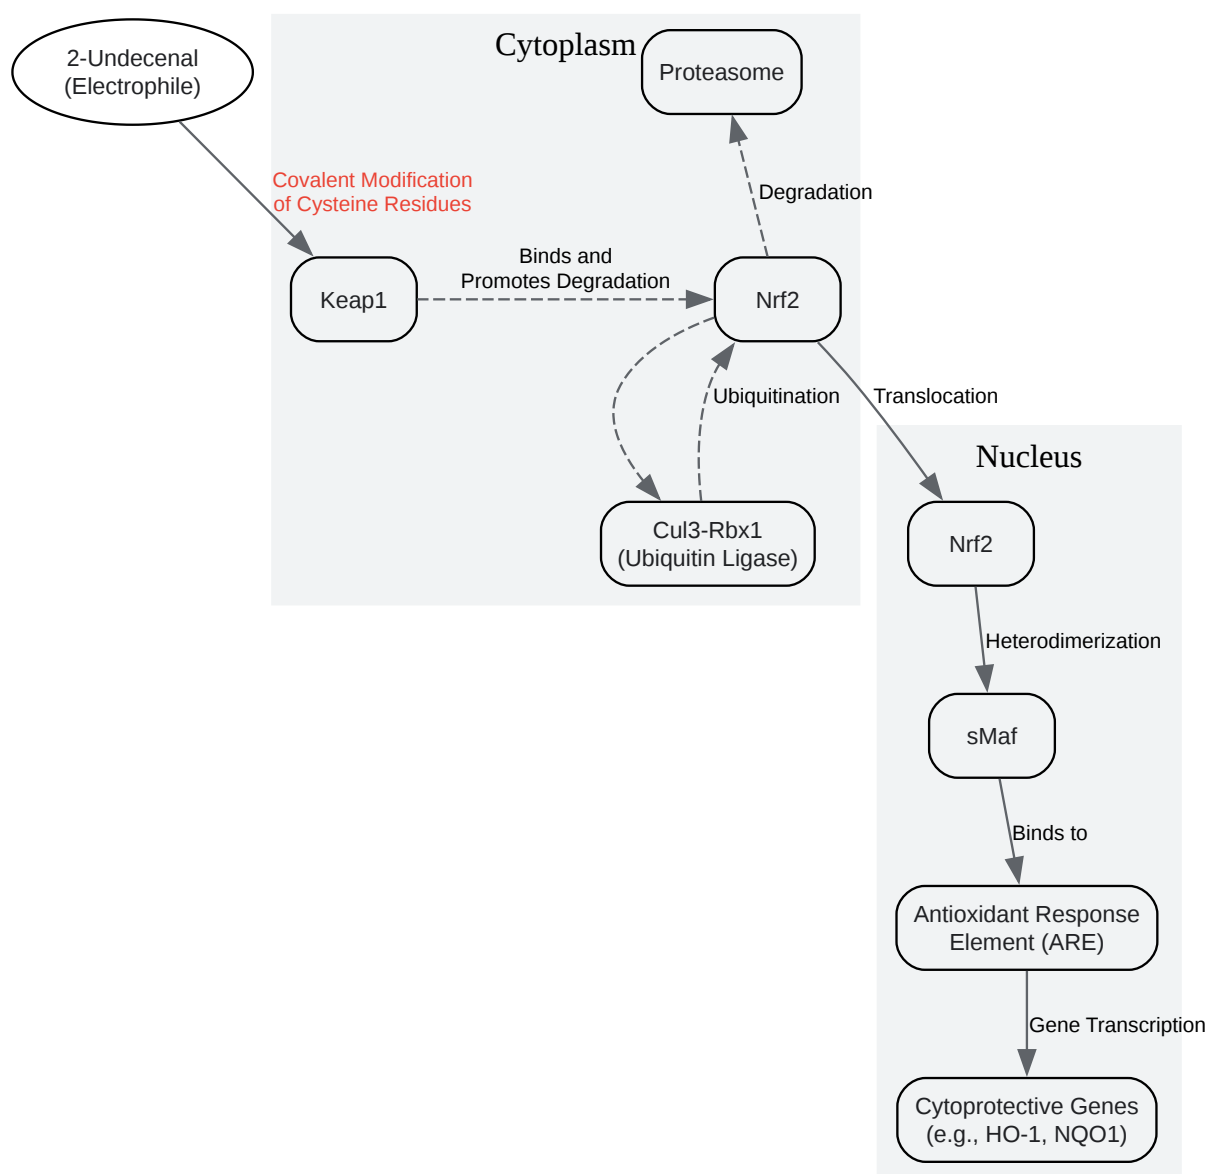 2-Undecenal
(Electrophile)
Cytoplasm
Proteasome
Covalent Modification
of Cysteine Residues
Degradation
Binds and
Promotes Degradation
Keap1
Nrf2
Ubiquitination
Translocation
Nucleus
Cul3-Rbx1
(Ubiquitin Ligase)
Nrf2
Heterodimerization
sMaf
Binds to
Antioxidant Response
Element (ARE)
Gene Transcription
Cytoprotective Genes
(e.g., HO-1, NQO1)